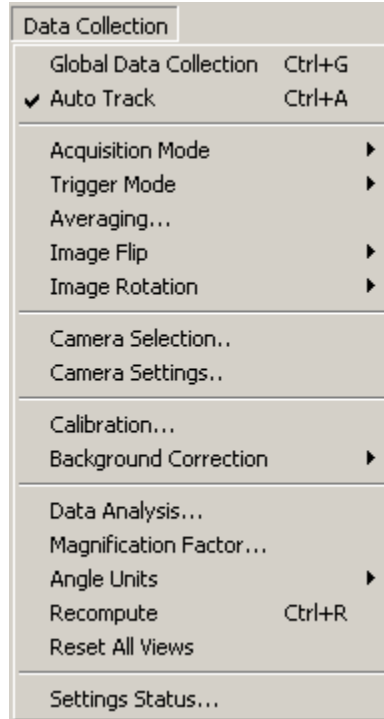 Data Collection
Global Data Collection Ctrl+G
Auto Track Ctrl+A
Acquisition Mode
Trigger Mode
Averaging...
Image Flip
Image Rotation
Camera Selection..
Camera Settings..
Calibration...
Background Correction
Data Analysis...
Magnification Factor...
Angle Units
Recompute Ctrl+R
Reset All Views
Settings Status...